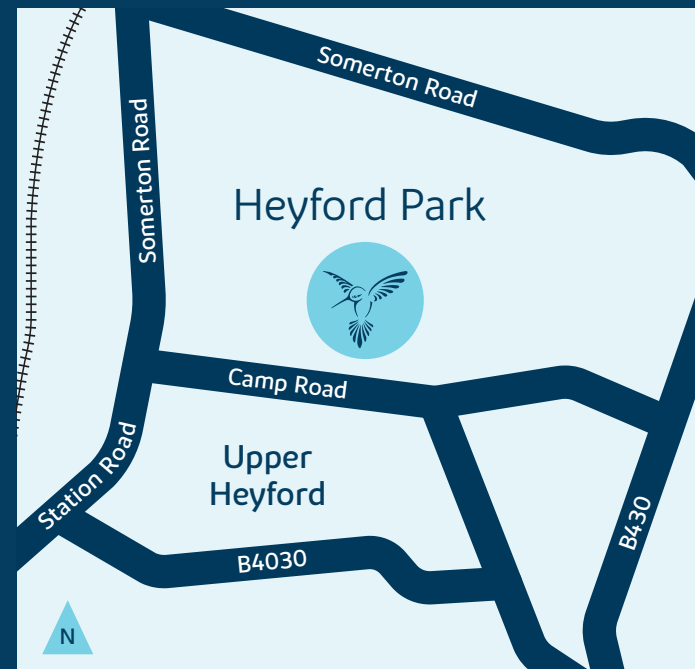 Somerton Road
Somerton Road
Heyford Park
Camp Road
Upper
Heyford
Station Road
B430
B4030
N